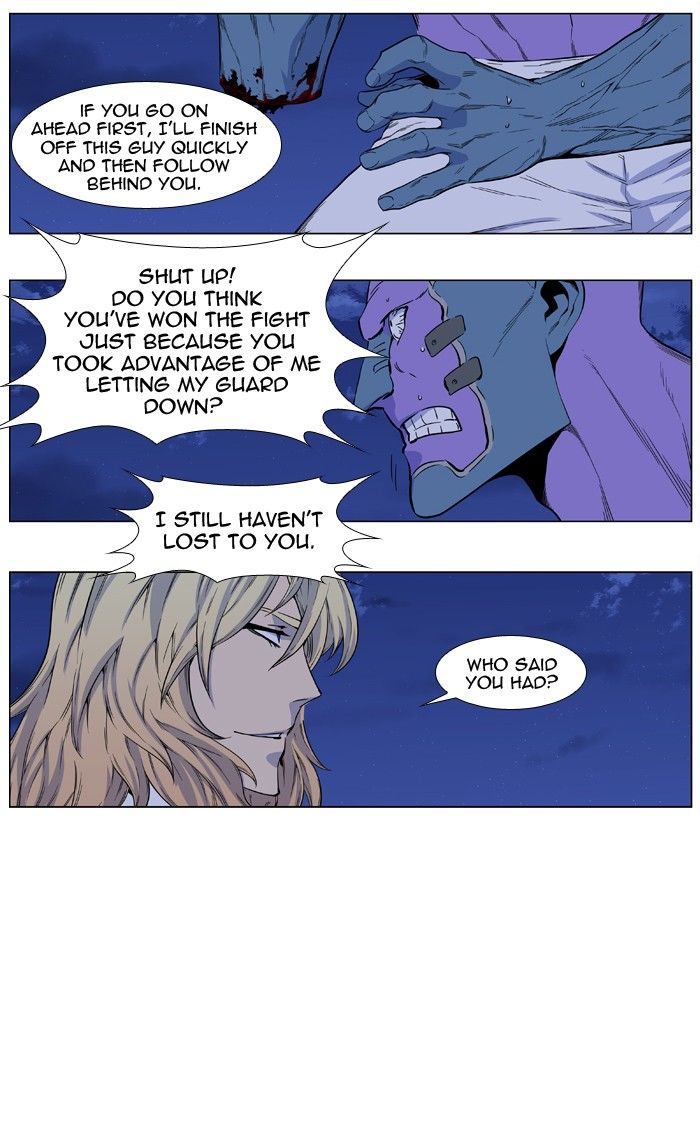 IF YOU GO ON
AHEAD FIRST, I'LL FINISH
OFF THIS GUY QUICKLY
AND THEN FOLLOW
BEHIND YOU.
SHUT UP!
DO YOU THINK
YOU'VE WON THE FIGHT
JUST BECAUSE YOU
TOOK ADVANTAGE OF ME
LETTING MY GUARD
DOWN?
I STILL HAVEN'T
LOST TO YOU.
WHO SAID
YOU HAD?